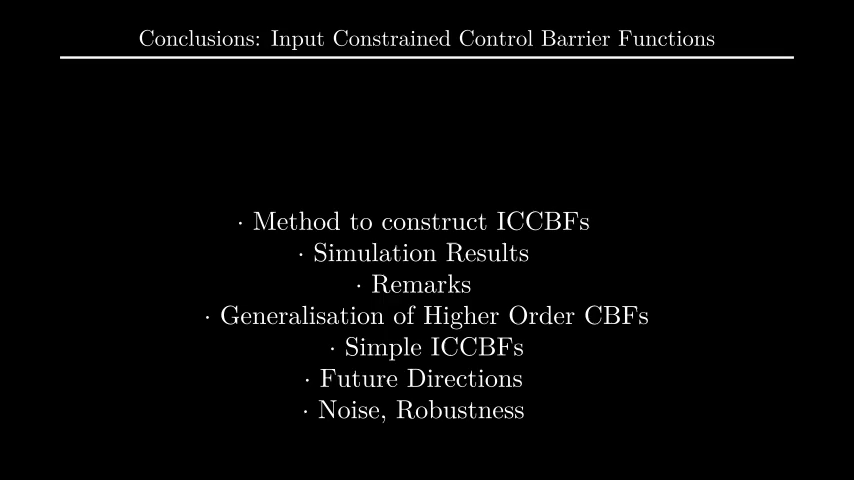 Conclusions: Input Constrained Control Barrier Functions
· Method to construct ICCBFs
· Simulation Results
· Remarks
· Generalisation of Higher Order CBFs
· Simple ICCBFs
· Future Directions
· Noise, Robustness